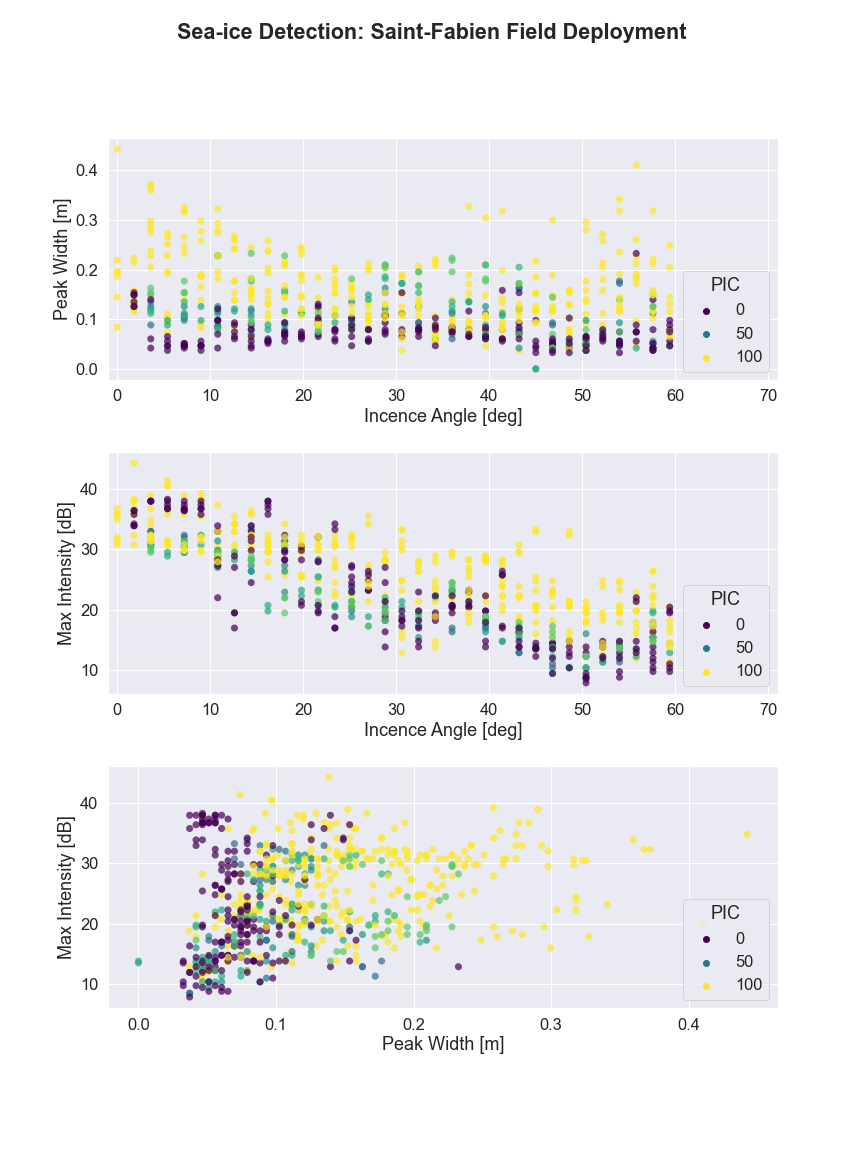 Sea-ice Detection: Saint-Fabien Field Deployment
0.4
0.3
0.2
0.1
0.0
Peak Width [m]
PIC
0
50
100
0 10 20 30 40 50 60 70
Incence Angle [deg]
40
30
20
10
Max Intensity [dB]
PIC
0
50
100
0 10 20 30 40 50 60 70
Incence Angle [deg]
40
30
20
10
Max Intensity [dB]
PIC
0
50
100
0.0 0.1 0.2 0.3 0.4
Peak Width [m]